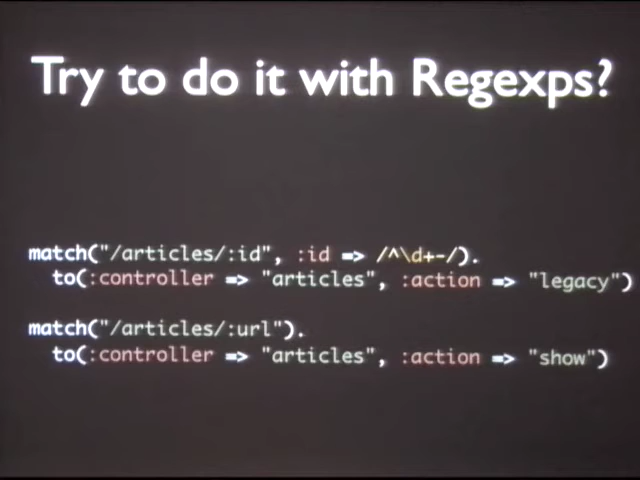 Try to do it with Regexps?
match("/articles/:id", :id => /^\d+-/).
to(:controller => "articles", :action => "legacy")
match("/articles/:url").
to(:controller => "articles", :action => "show")